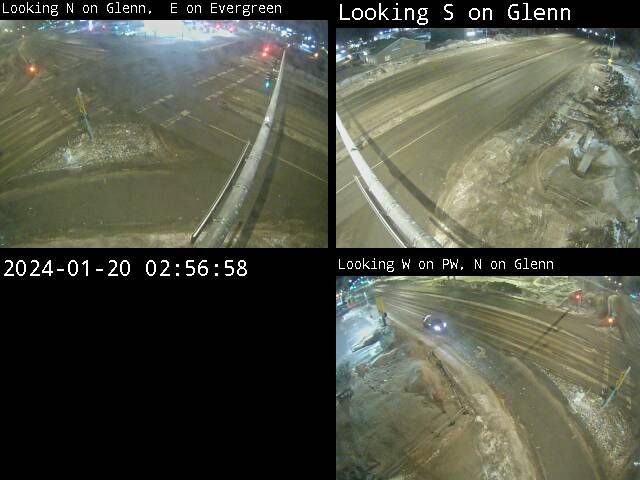 Looking N on Glenn,  E on Evergreen
Looking S on Glenn
2024-01-20 02:56:58
Looking W on PW, N on Glenn